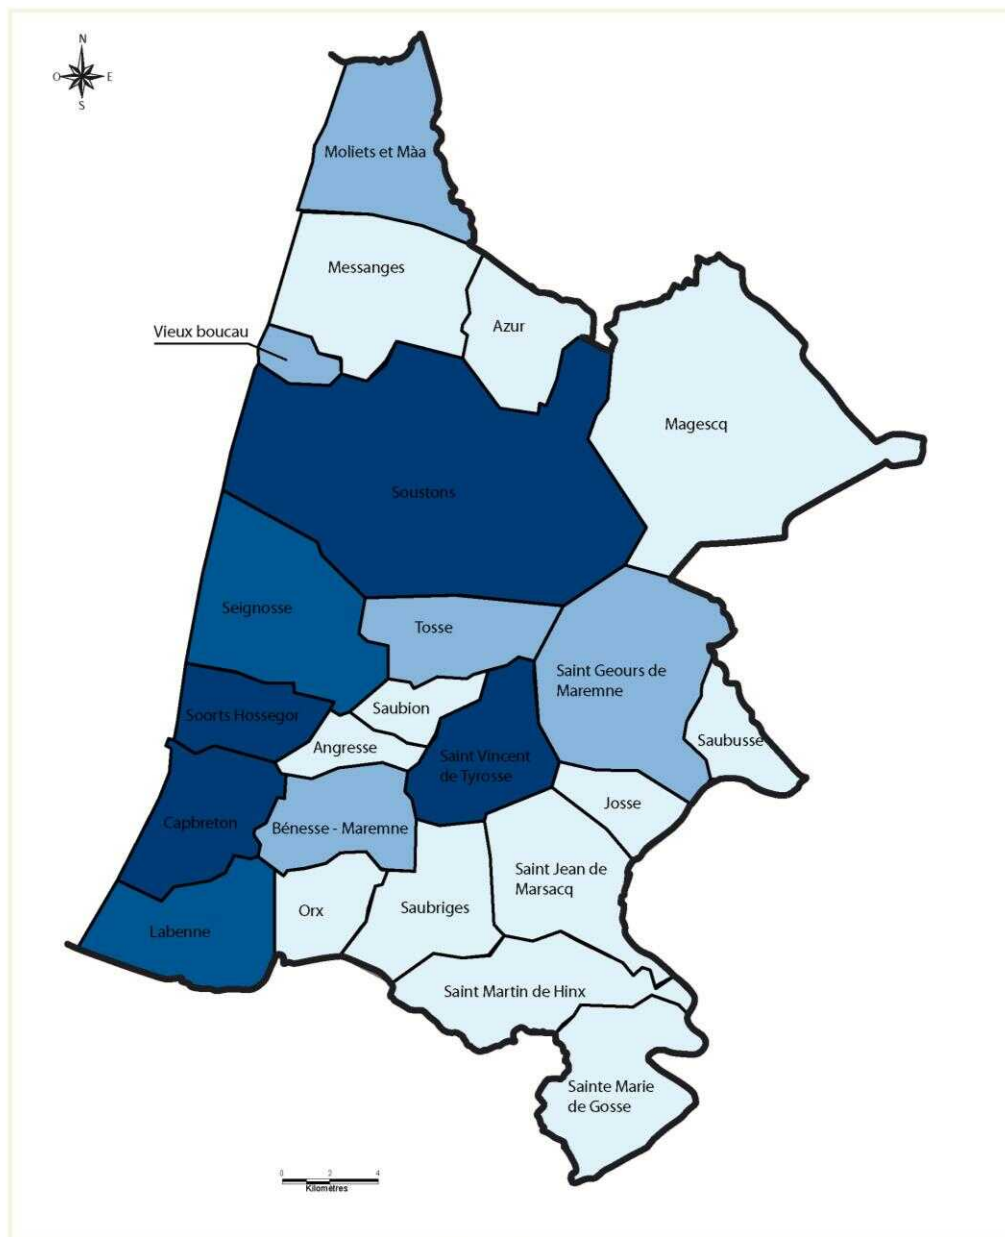 N
O
E
S
Moliets et Màa
Messanges
Azur
Vieux boucau
Magescq
Soustons
Seignosse
Tosse
Saint Geours de
Maremne
Saubion
Soorts Hossegor
Angresse
Saubusse
Saint Vincent
de Tyrosse
Josse
Capbreton
Bénesse - Maremne
Saint Jean de
Marsacq
Orx
Saubriges
Labenne
Saint Martin de Hinx
Sainte Marie
de Gosse
0 2 4
Kilomètres